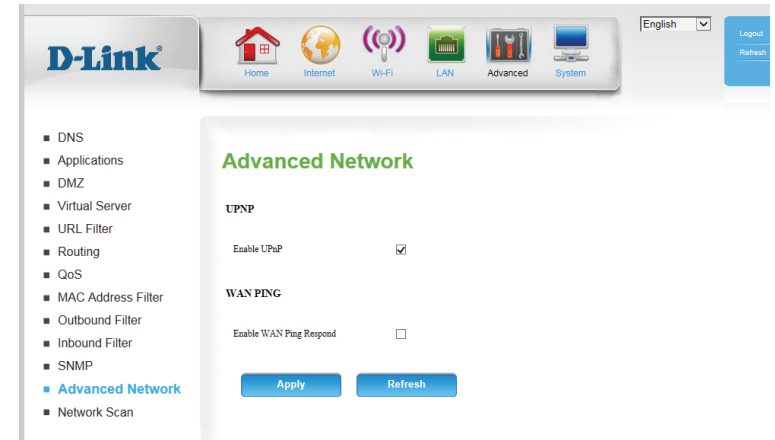 D-Link
Home
Internet
Wi-Fi
LAN
Advanced
System
English
Logout
Refresh
DNS
Applications
DMZ
Virtual Server
URL Filter
Routing
QoS
MAC Address Filter
Outbound Filter
Inbound Filter
SNMP
Advanced Network
Network Scan
Advanced Network
UPNP
Enable UPnP
WAN PING
Enable WAN Ping Respond
Apply
Refresh